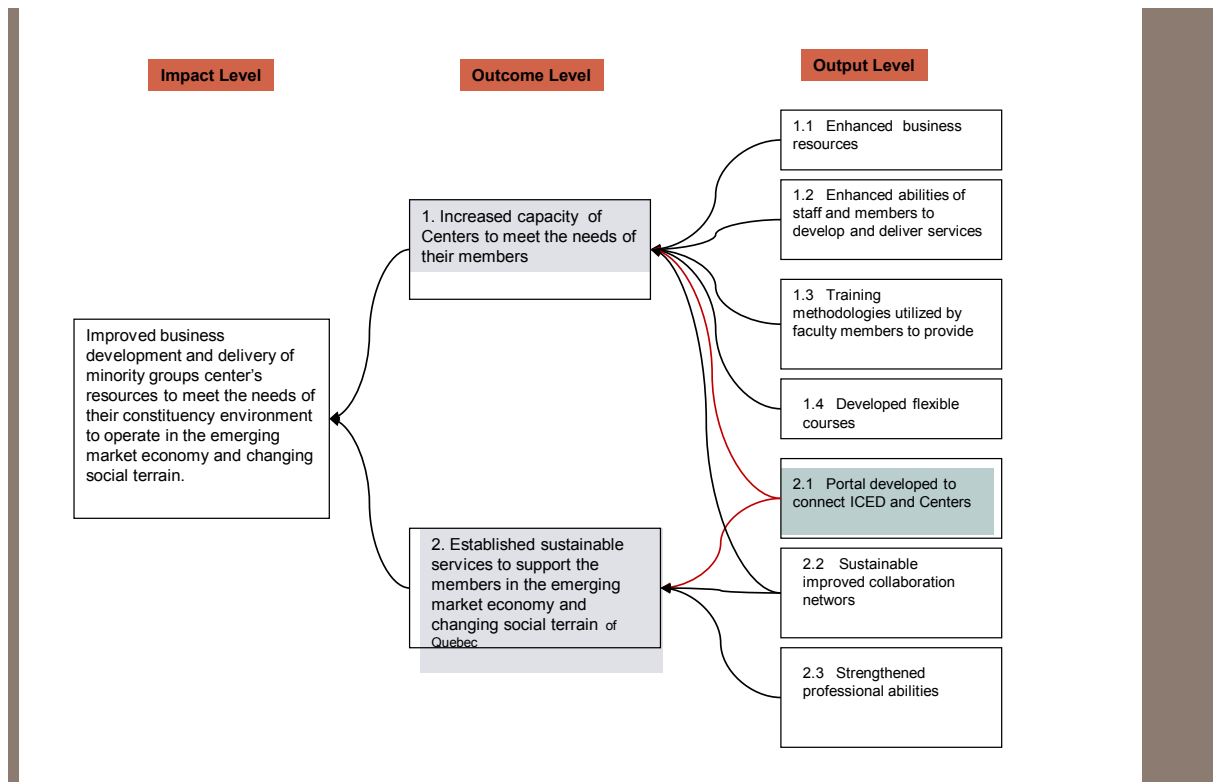 Impact Level
Outcome Level
Output Level
1.1 Enhanced business
resources
1.2 Enhanced abilities of
staff and members to
develop and deliver services
1. Increased capacity of
Centers to meet the needs of
their members
1.3 Training
methodologies utilized by
faculty members to provide
Improved business
development and delivery of
minority groups center's
resources to meet the needs of
their constituency environment
to operate in the emerging
market economy and changing
social terrain.
1.4 Developed flexible
courses
2.1 Portal developed to
connect ICED and Centers
2. Established sustainable
services to support the
members in the emerging
market economy and
changing social terrain of
Quebec
2.2 Sustainable
improved collaboration
networs
2.3 Strengthened
professional abilities